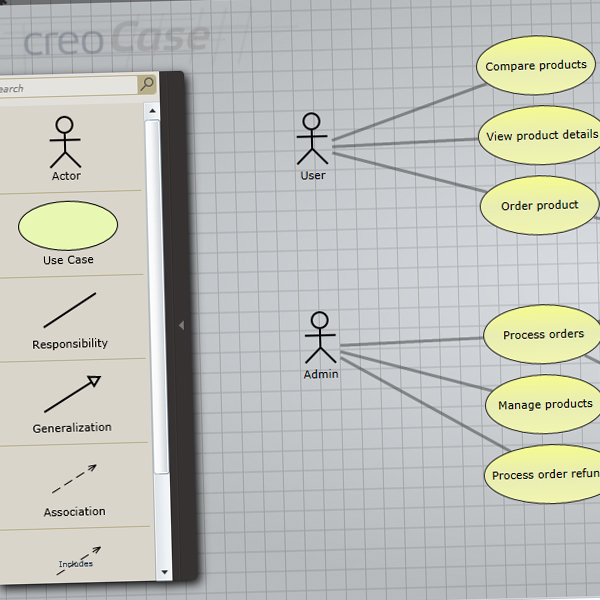 creoCase
earch
Actor
Use Case
Responsibility
Generalization
Association
Includes
Compare products
View product details
Order product
User
Process orders
Manage products
Process order refun
Admin